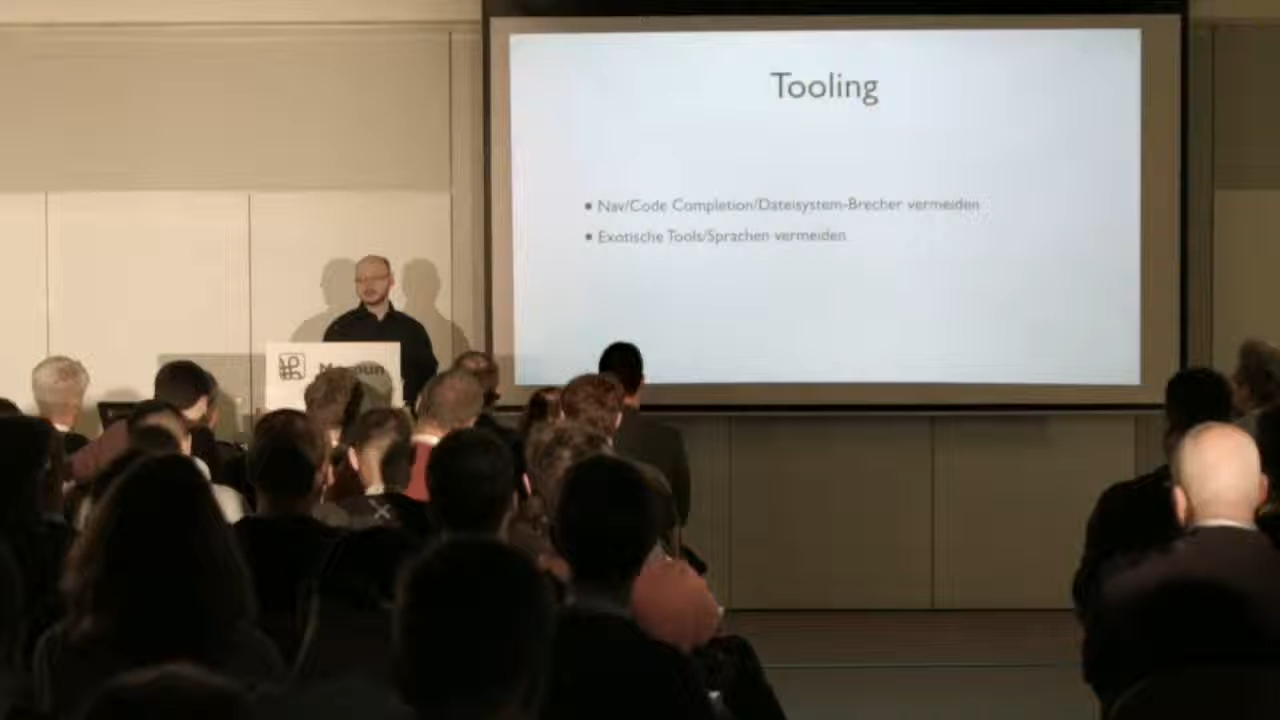 Tooling
• Nav/Code Completion/Dateisystem-Brecher vermeiden
• Exotische Tools/Sprachen vermeiden